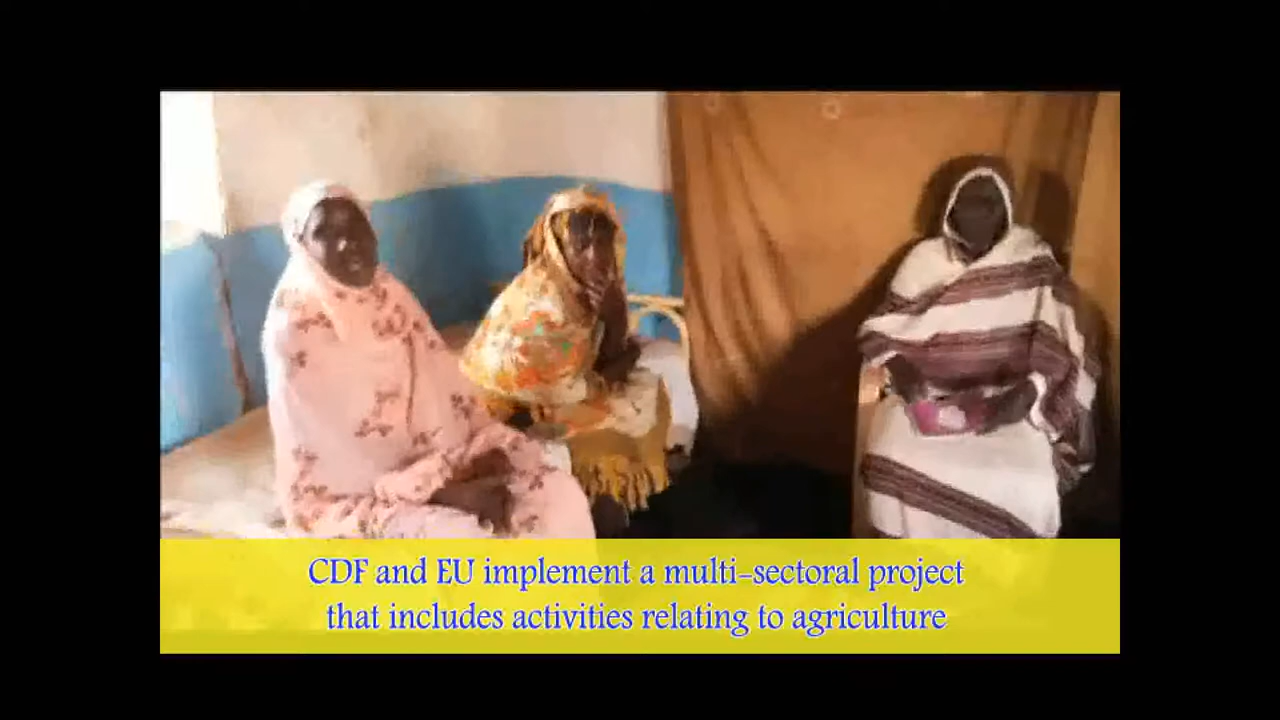 CDF and EU implement a multi-sectoral project
that includes activities relating to agriculture